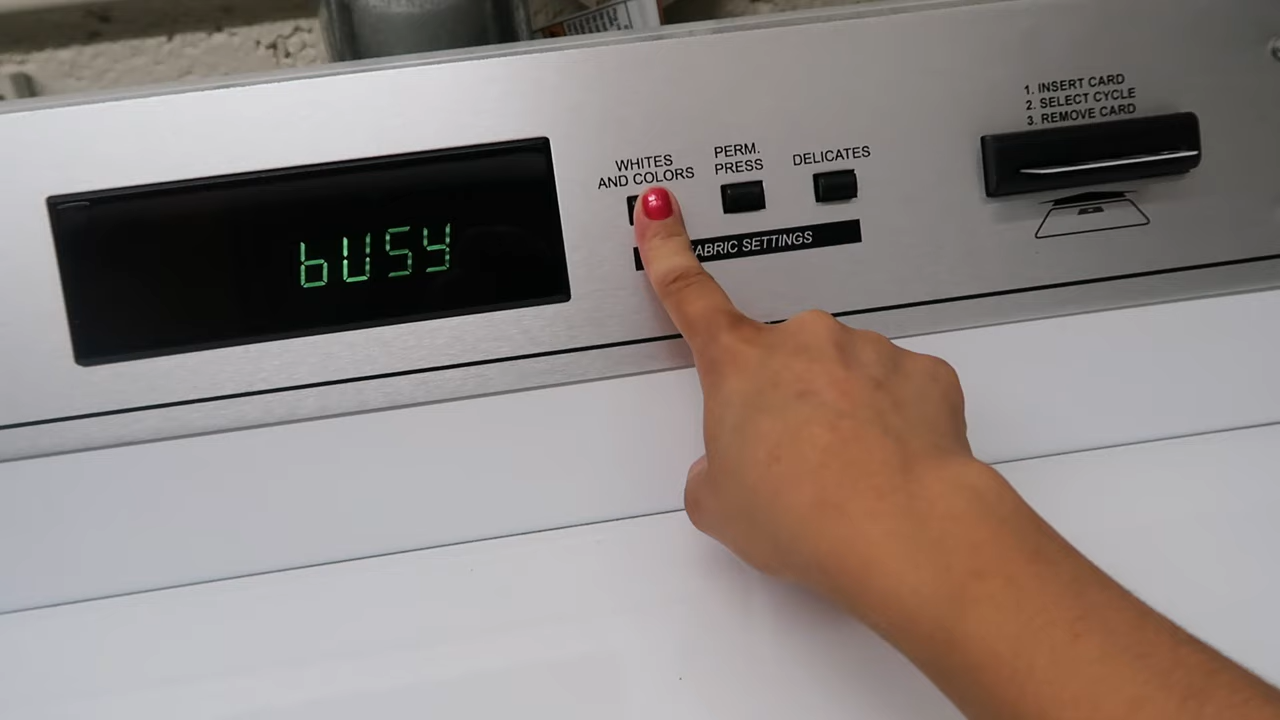 1. INSERT CARD
2. SELECT CYCLE
3. REMOVE CARD
WHITES
AND COLORS
PERM.
PRESS
DELICATES
bUSY
ABRIC SETTINGS